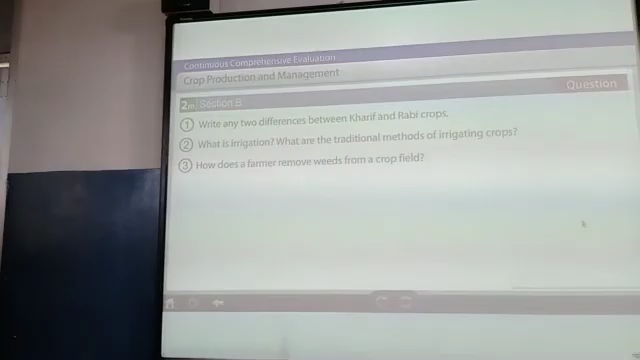 Continuous Comprehensive Evaluation
Crop Production and Management
Question
2m Section B
1 Write any two differences between Kharif and Rabi crops.
2 What is irrigation? What are the traditional methods of irrigating crops?
3 How does a farmer remove weeds from a crop field?